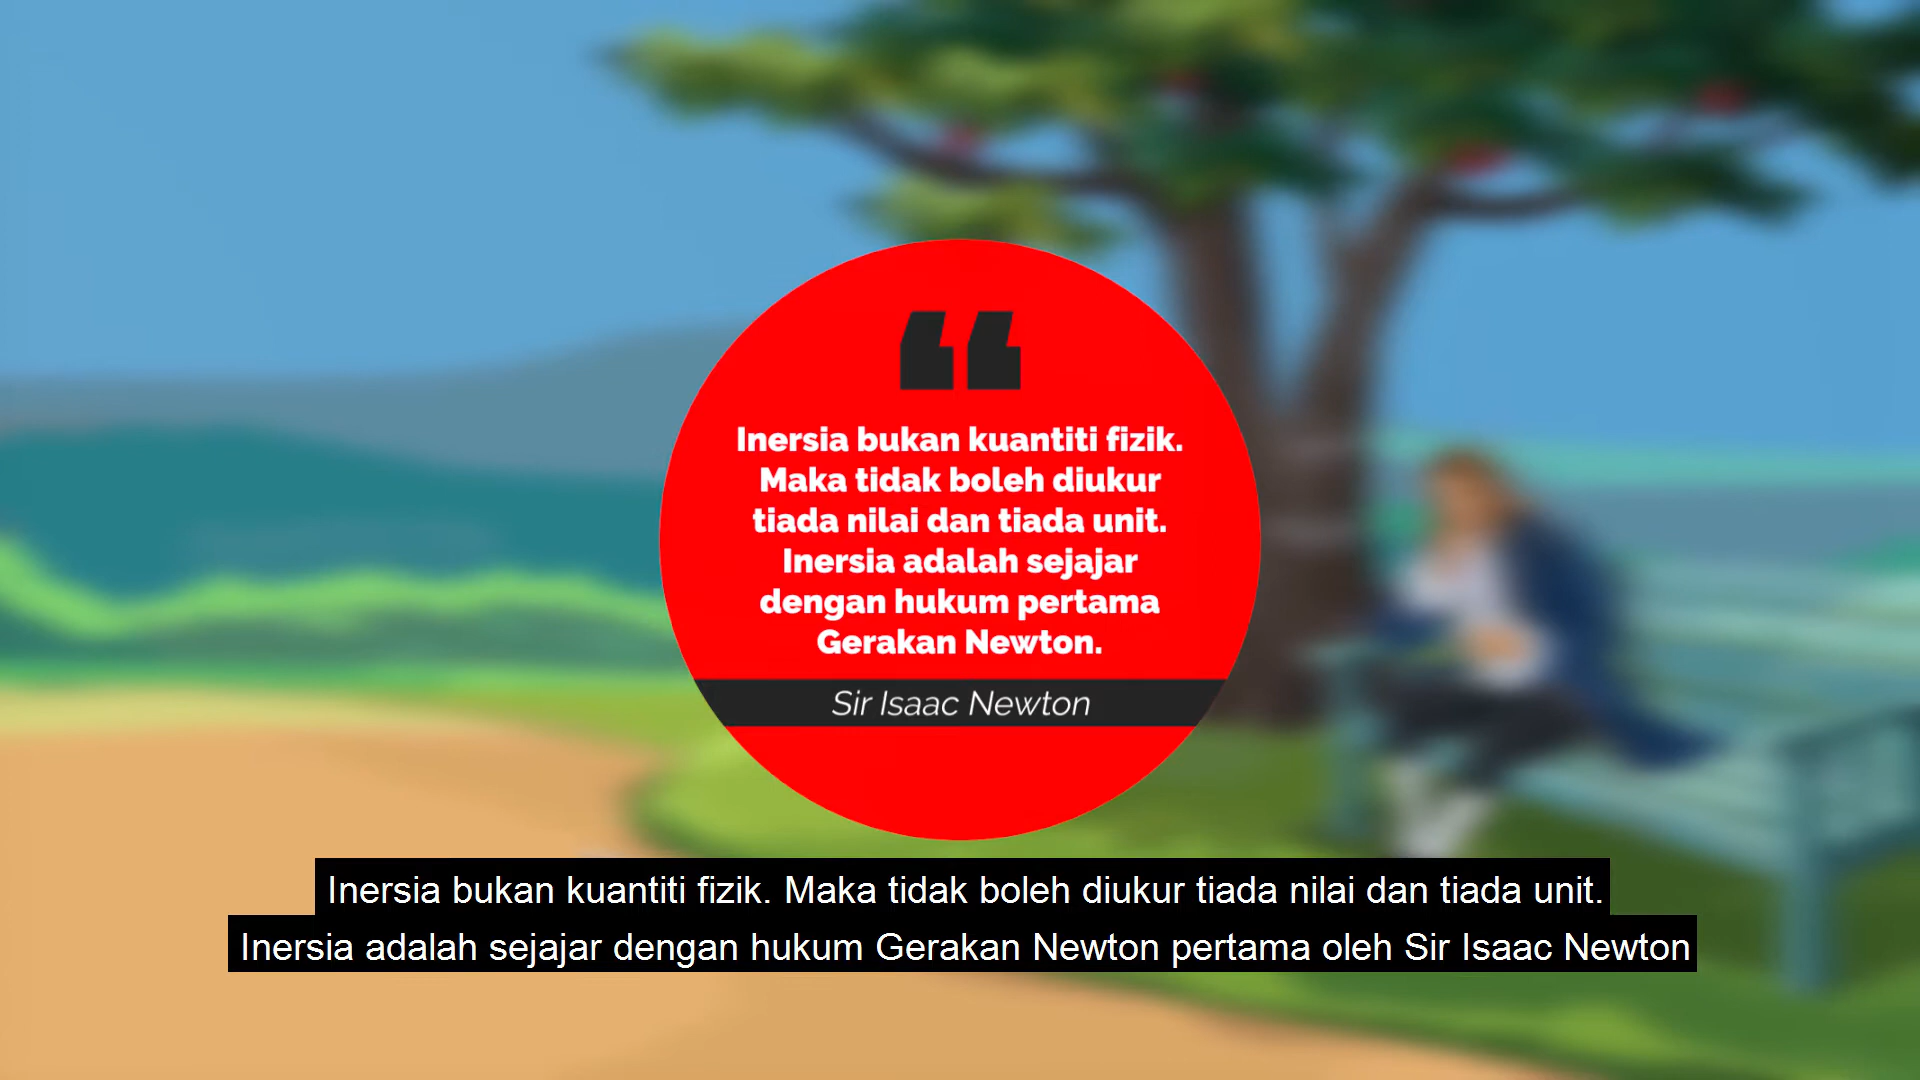 ❝
Inersia bukan kuantiti fizik.
Maka tidak boleh diukur
tiada nilai dan tiada unit.
Inersia adalah sejajar
dengan hukum pertama
Gerakan Newton.
Sir Isaac Newton
Inersia bukan kuantiti fizik. Maka tidak boleh diukur tiada nilai dan tiada unit.
Inersia adalah sejajar dengan hukum Gerakan Newton pertama oleh Sir Isaac Newton